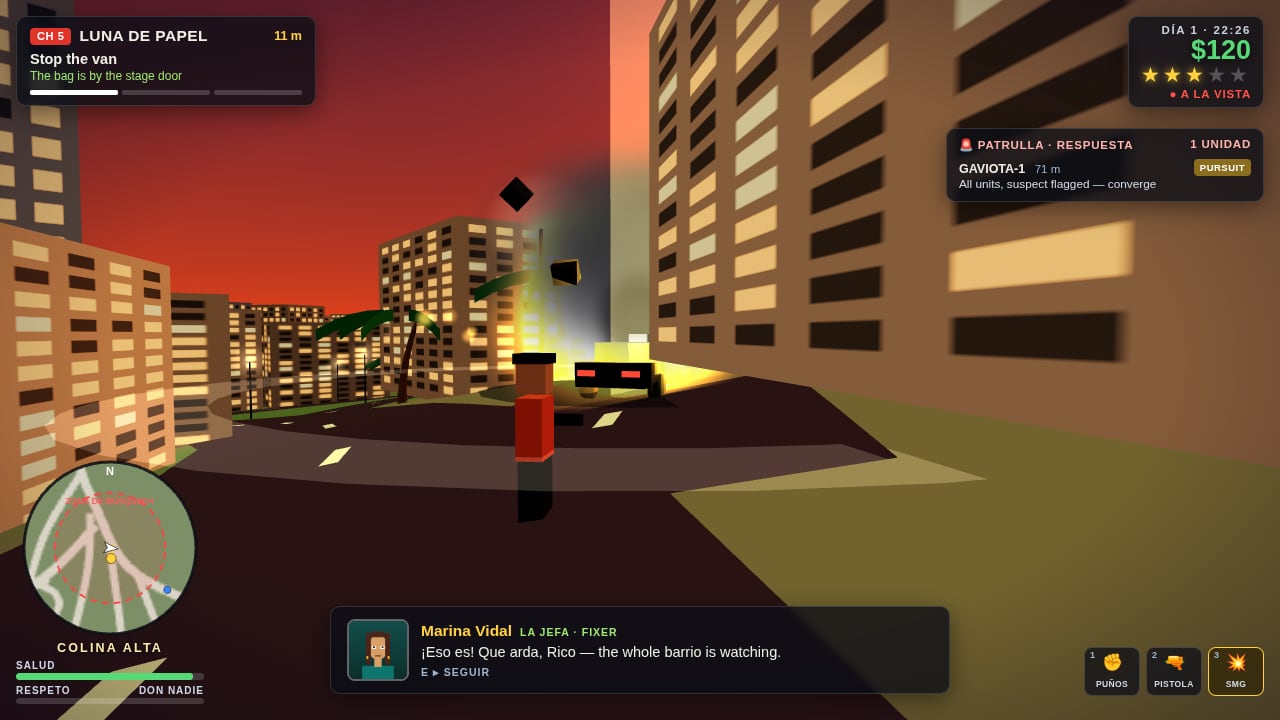 CH 5 LUNA DE PAPEL 11 m
Stop the van
The bag is by the stage door
DÍA 1 · 22:26
$120
● A LA VISTA
🚨 PATRULLA · RESPUESTA 1 UNIDAD
GAVIOTA-1 71 m PURSUIT
All units, suspect flagged — converge
N
COLINA ALTA
SALUD
RESPETO DON NADIE
Marina Vidal LA JEFA · FIXER
¡Eso es! Que arda, Rico — the whole barrio is watching.
E ▸ SEGUIR
1 PUÑOS
2 PISTOLA
3 SMG